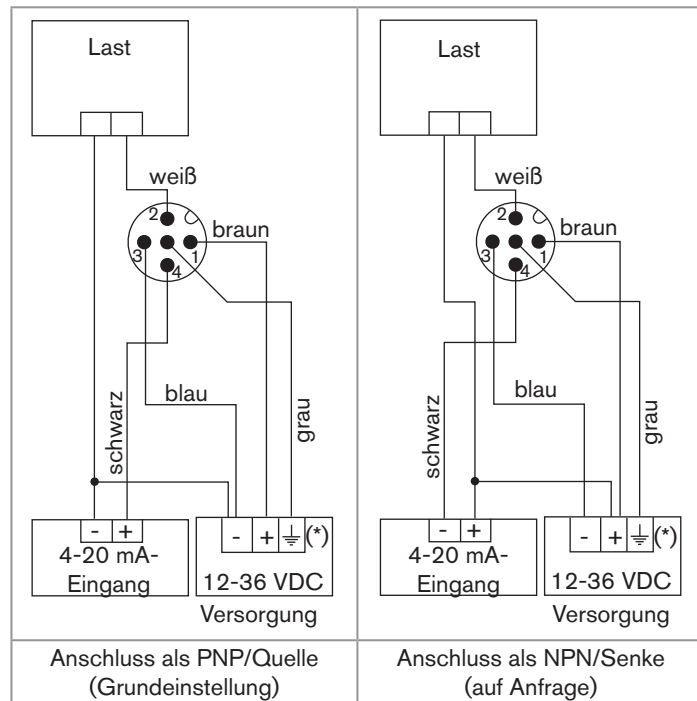 Last
weiß
2
braun
3
1
4
schwarz
blau
grau
- +
- + (*)
4-20 mA-
Eingang
12-36 VDC
Versorgung
Anschluss als PNP/Quelle
(Grundeinstellung)
Last
weiß
2
braun
3
1
4
schwarz
blau
grau
- +
- + (*)
4-20 mA-
Eingang
12-36 VDC
Versorgung
Anschluss als NPN/Senke
(auf Anfrage)